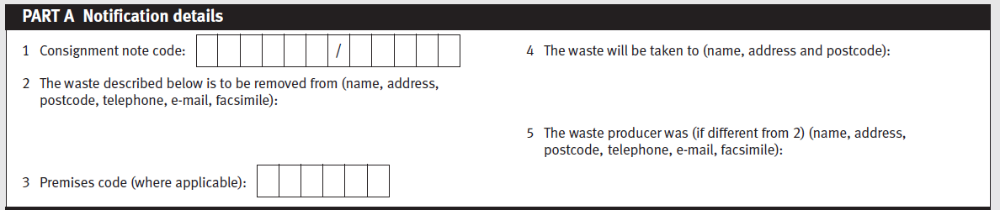 PART A Notification details
1 Consignment note code: /
2 The waste described below is to be removed from (name, address,
postcode, telephone, e-mail, facsimile):
3 Premises code (where applicable):
4 The waste will be taken to (name, address and postcode):
5 The waste producer was (if different from 2) (name, address,
postcode, telephone, e-mail, facsimile):